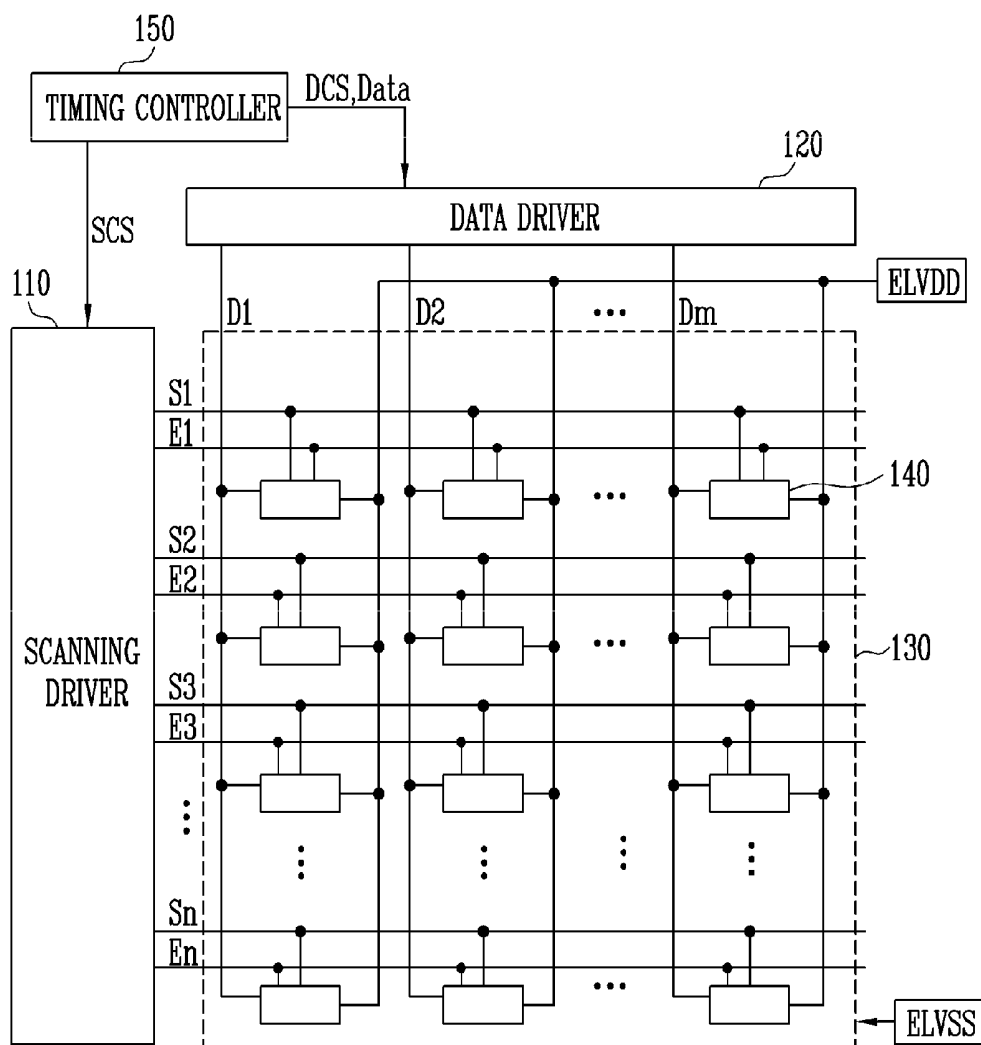 150
TIMING CONTROLLER
DCS,Data
SCS
120
DATA DRIVER
110
ELVDD
D1
D2
...
Dm
S1
E1
140
...
S2
E2
...
SCANNING
DRIVER
130
S3
E3
Sn
En
...
ELVSS